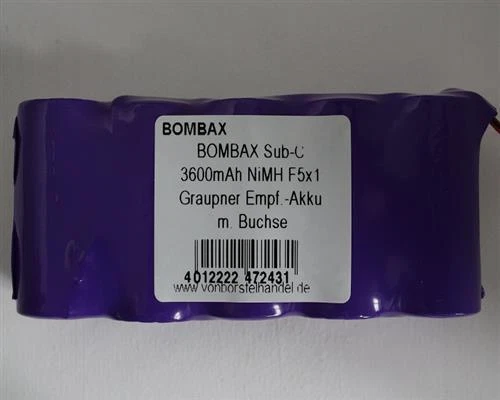 BOMBAX
BOMBAX Sub-C
3600mAh NiMH F5x1
Graupner Empf.-Akku
m. Buchse
4 012222 472431
www.vonborstelhandel.de